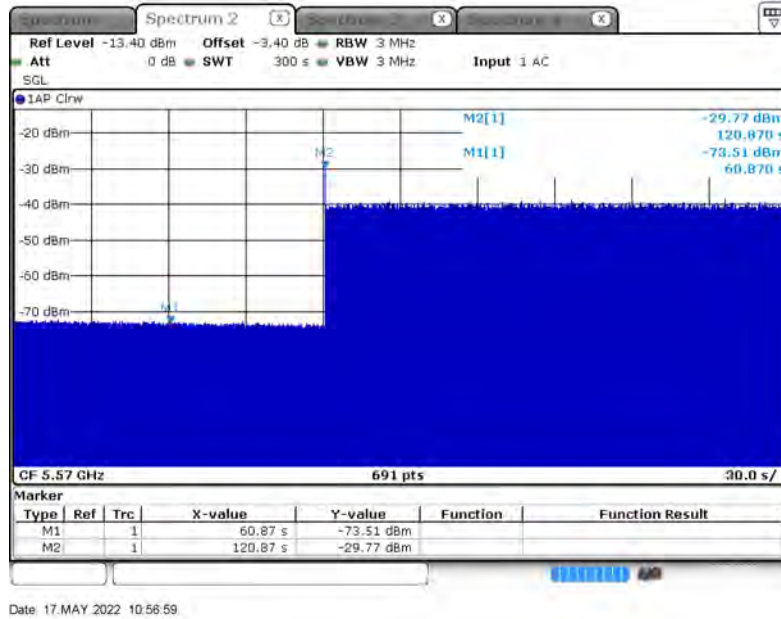 Spectrum 2
Ref Level -13.40 dBm Offset -3.40 dB RBW 3 MHz
Att 0 dB SWT 300 s VBW 3 MHz Input 1 AC
SGL
1AP Clrw
M2[1] -29.77 dBm
120.870 s
M1[1] -73.51 dBm
60.870 s
-20 dBm
M2
-30 dBm
-40 dBm
-50 dBm
-60 dBm
M1
-70 dBm
CF 5.57 GHz 691 pts 30.0 s/
Marker
Type Ref Trc X-value Y-value Function Function Result
M1 1 60.87 s -73.51 dBm
M2 1 120.87 s -29.77 dBm
Date: 17.MAY.2022 10:56:59